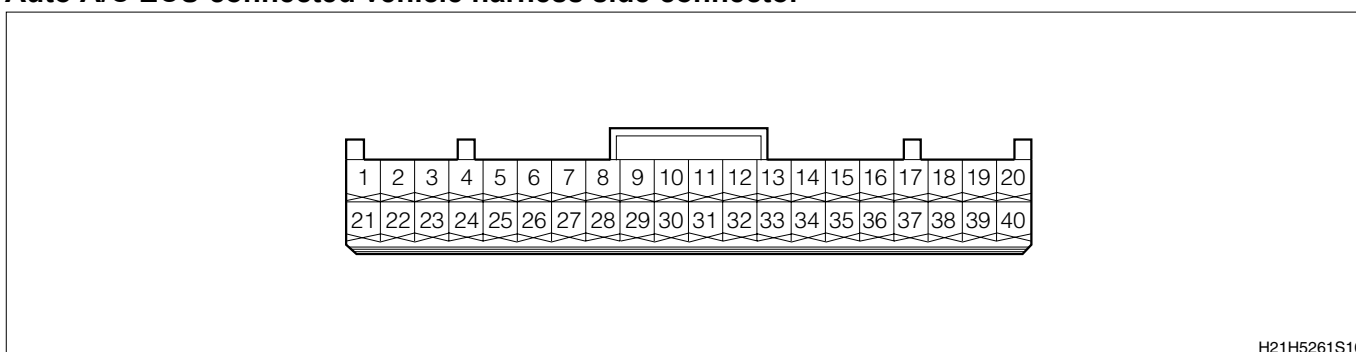 Auto A/C ECU-connected vehicle harness side connector
1 2 3 4 5 6 7 8 9 10 11 12 13 14 15 16 17 18 19 20
21 22 23 24 25 26 27 28 29 30 31 32 33 34 35 36 37 38 39 40